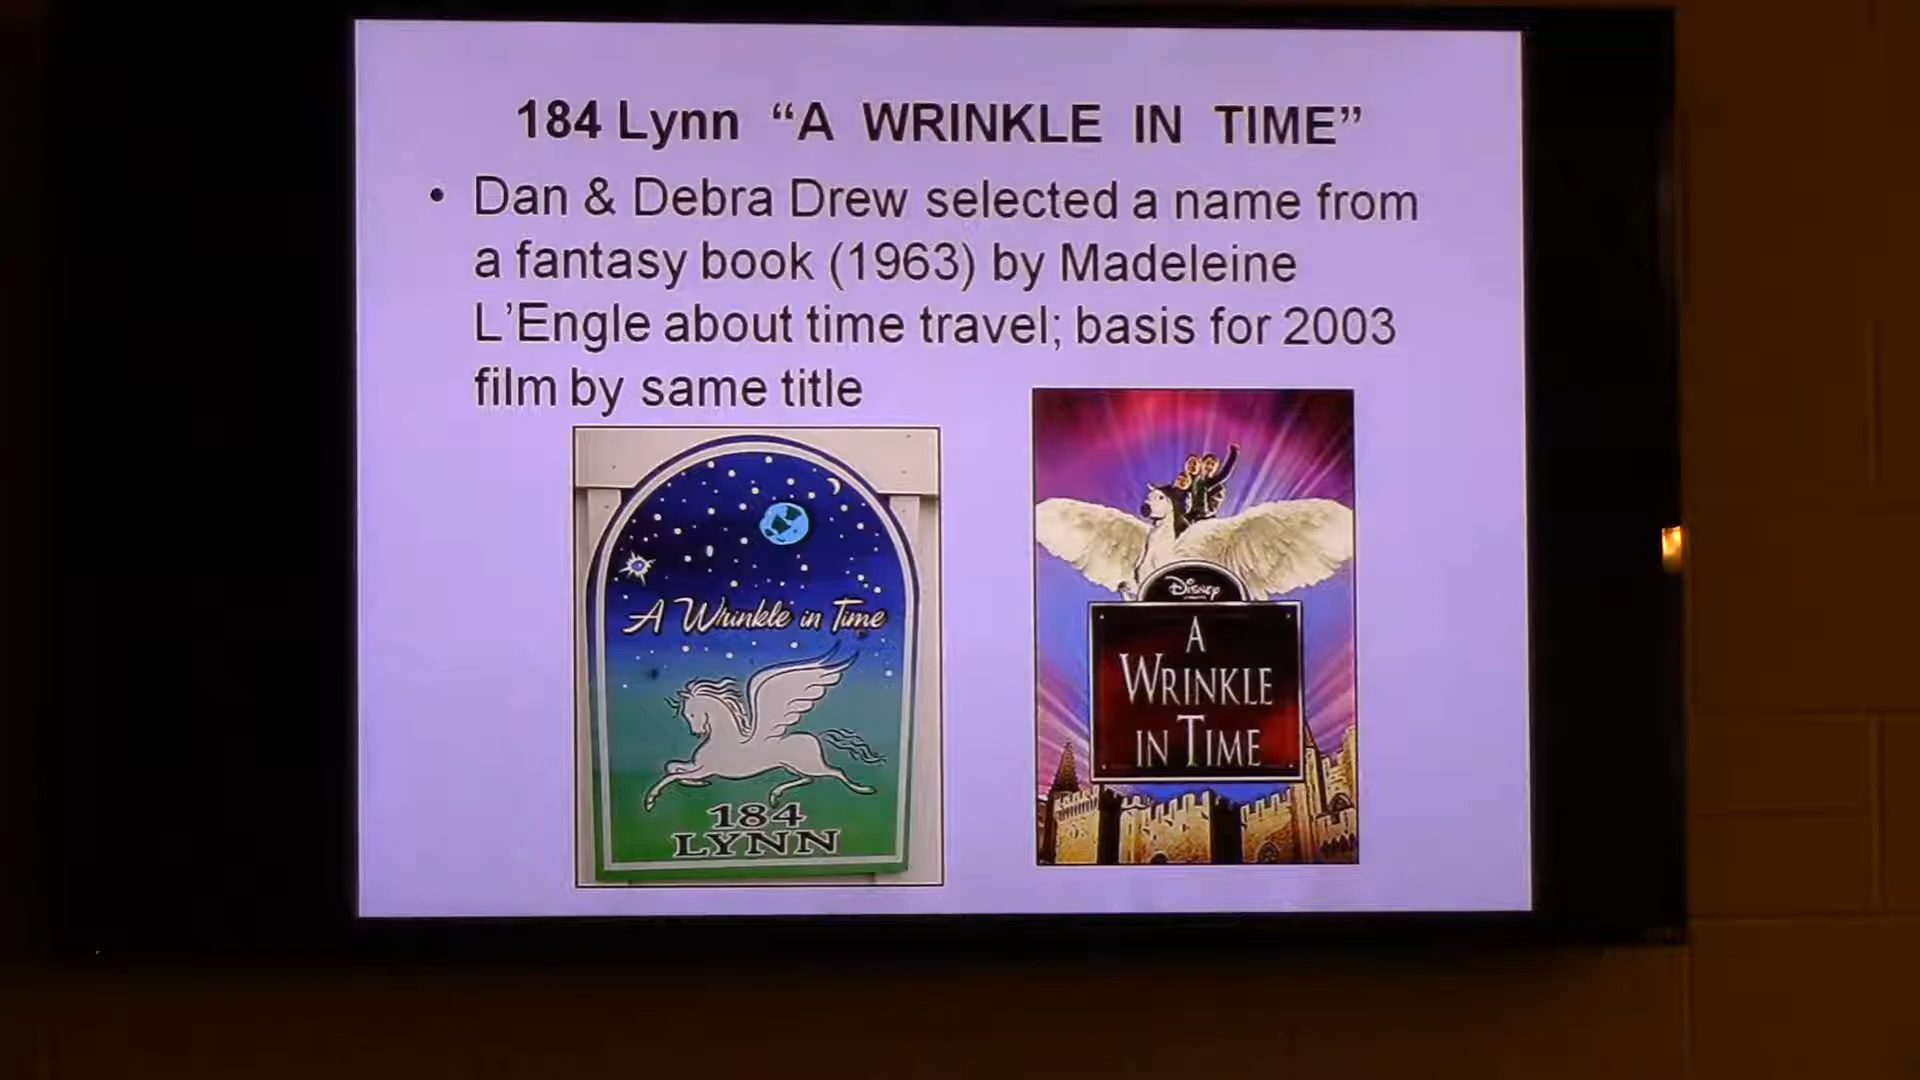 184 Lynn “A WRINKLE IN TIME”
• Dan & Debra Drew selected a name from
a fantasy book (1963) by Madeleine
L’Engle about time travel; basis for 2003
film by same title
A Wrinkle in Time
184
LYNN
Disney
A
WRINKLE
IN TIME